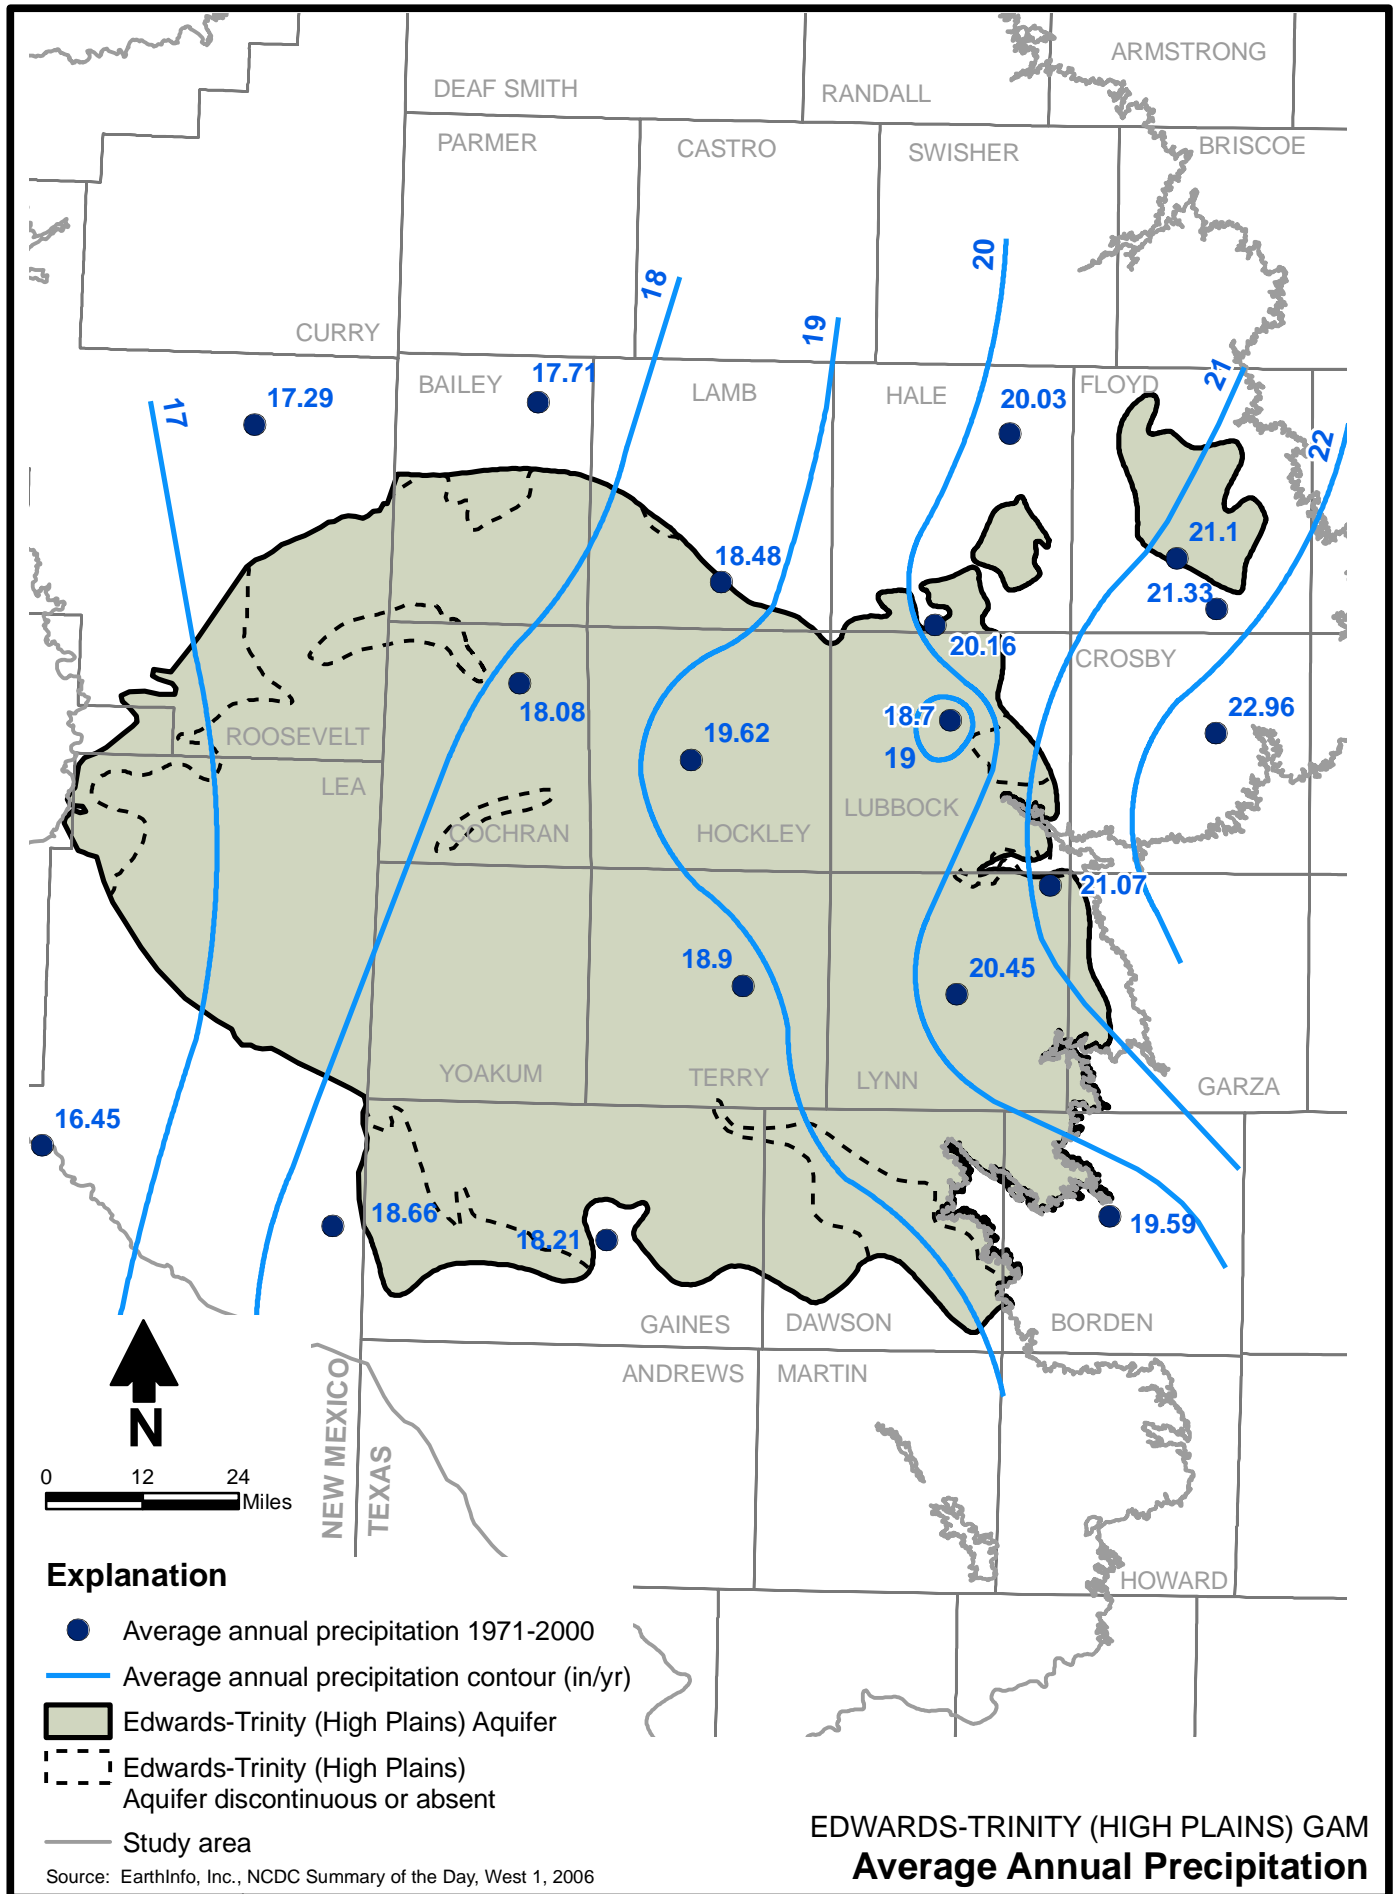 ARMSTRONG
DEAF SMITH
RANDALL
PARMER
CASTRO
SWISHER
BRISCOE
20
18
19
CURRY
21
BAILEY
17.71
LAMB
HALE
FLOYD
17.29
17
20.03
22
21.1
18.48
21.33
20.16
CROSBY
18.08
18.7
22.96
ROOSEVELT
19.62
19
LEA
LUBBOCK
COCHRAN
HOCKLEY
21.07
18.9
20.45
YOAKUM
TERRY
LYNN
GARZA
16.45
18.66
18.21
19.59
GAINES
DAWSON
BORDEN
ANDREWS
MARTIN
N
NEW MEXICO
TEXAS
0 12 24
Miles
HOWARD
Explanation
Average annual precipitation 1971-2000
Average annual precipitation contour (in/yr)
Edwards-Trinity (High Plains) Aquifer
Edwards-Trinity (High Plains)
Aquifer discontinuous or absent
Study area
Source: EarthInfo, Inc., NCDC Summary of the Day, West 1, 2006
EDWARDS-TRINITY (HIGH PLAINS) GAM
Average Annual Precipitation